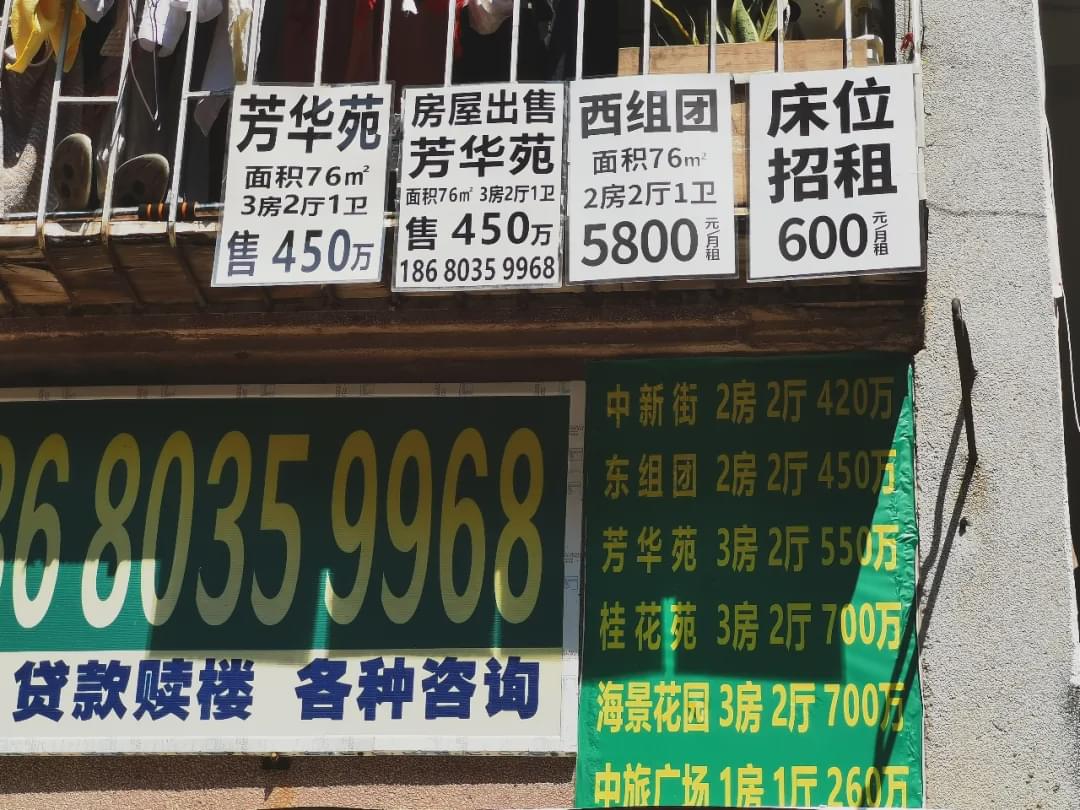 芳华苑
面积76㎡
3房2厅1卫
售 450万
房屋出售
芳华苑
面积76㎡ 3房2厅1卫
售 450万
186 8035 9968
西组团
面积76㎡
2房2厅1卫
5800元/月租
床位
招租
600元/月租
86 8035 9968
贷款赎楼 各种咨询
中新街 2房2厅 420万
东组团 2房2厅 450万
芳华苑 3房2厅 550万
桂花苑 3房2厅 700万
海景花园 3房2厅 700万
中旅广场 1房1厅 260万